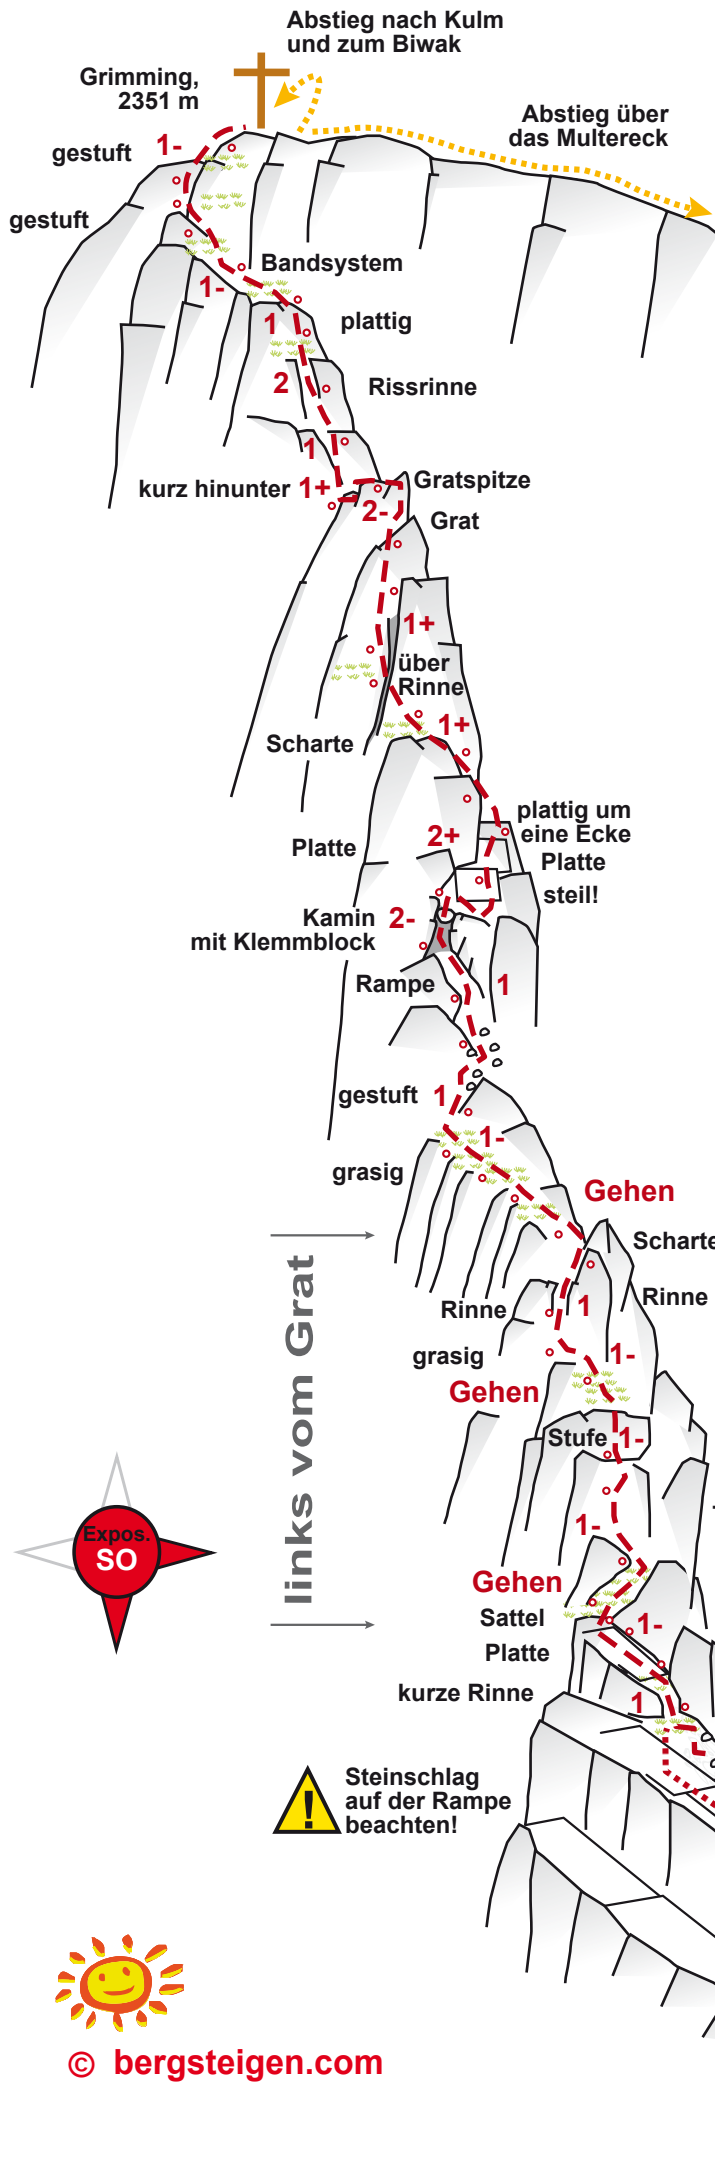 Abstieg nach Kulm
und zum Biwak
Grimming,
2351 m
Abstieg über
das Multereck
1-
gestuft
gestuft
Bandsystem
1-
1
plattig
2
Rissrinne
1
kurz hinunter
1+
Gratspitze
2-
Grat
1+
über
Rinne
1+
Scharte
plattig um
eine Ecke
2+
Platte
Platte
steil!
Kamin
mit Klemmblock
2-
Rampe
1
gestuft
1
1-
grasig
Gehen
Scharte
Rinne
1
Rinne
grasig
1-
Gehen
Stufe
1-
links vom Grat
1-
Expos.
SO
Gehen
Sattel
1-
Platte
kurze Rinne
1
!
Steinschlag
auf der Rampe
beachten!
© bergsteigen.com